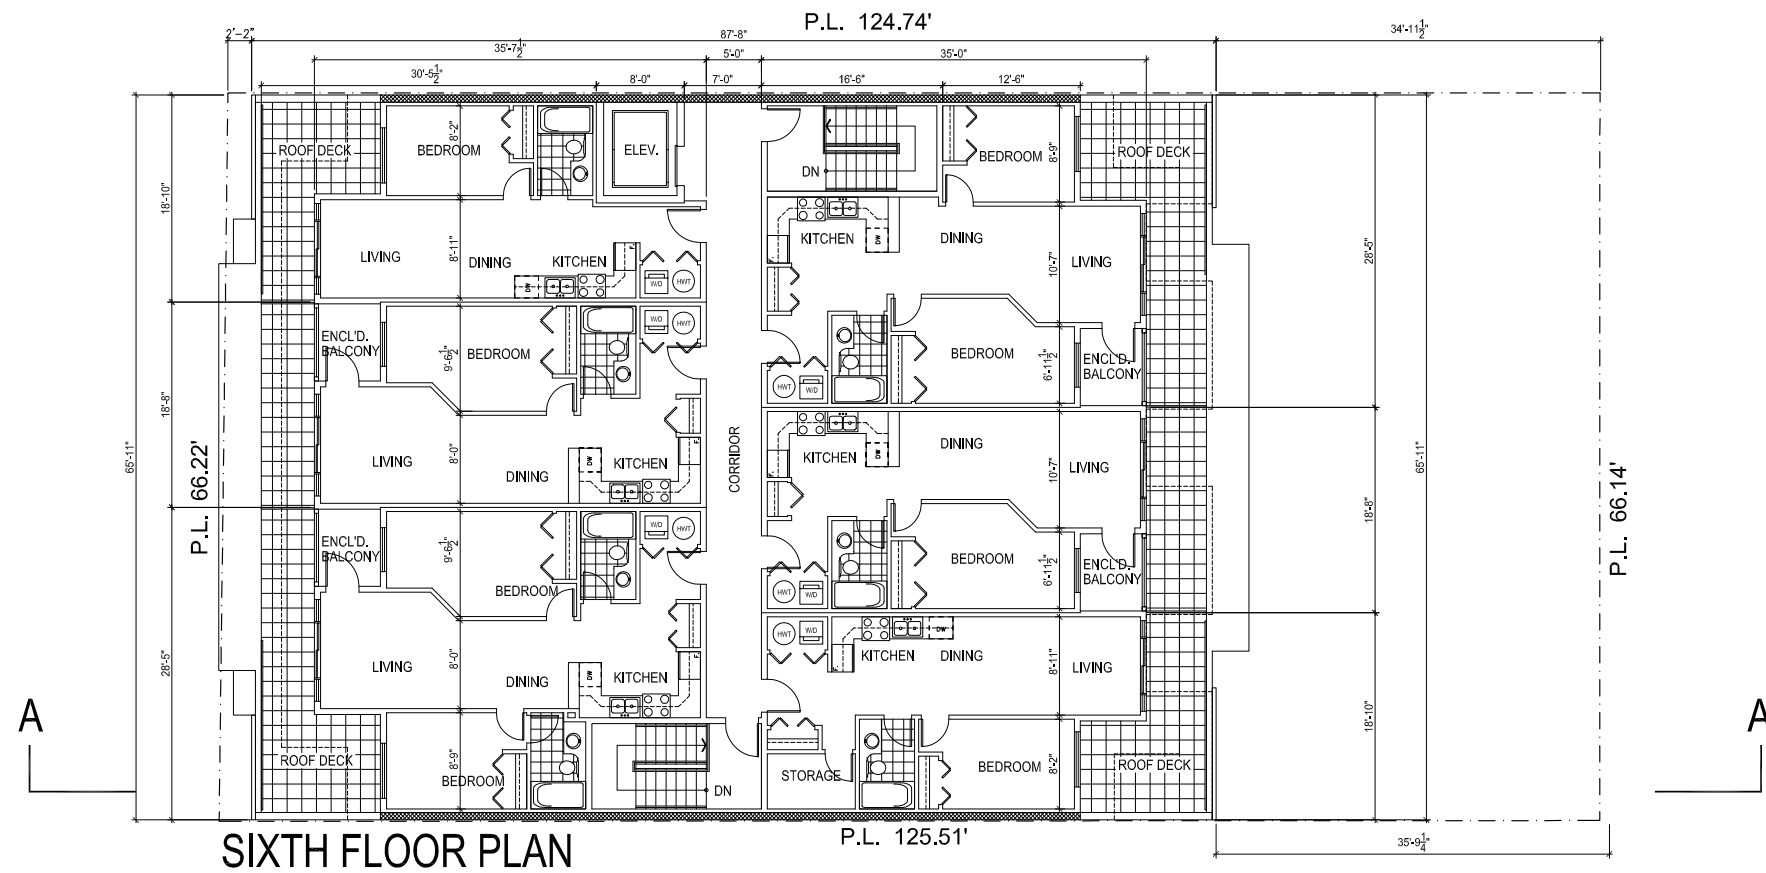 P.L. 124.74'
2'-2"
87'-8"
34'-11½"
35'-7½"
5'-0"
35'-0"
30'-5½"
8'-0"
7'-0"
16'-6"
12'-6"
ROOF DECK
BEDROOM
8'-2"
ELEV.
DN
BEDROOM
8'-9"
ROOF DECK
18'-10"
LIVING
8'-11"
DINING
KITCHEN
F.
DW
W/D
HWT
KITCHEN
DW
DINING
10'-7"
LIVING
28'-5"
ENCL'D.
BALCONY
9'-6½"
BEDROOM
W/D
HWT
BEDROOM
6'-11½"
ENCL'D.
BALCONY
HWT
W/D
18'-8"
65'-11"
P.L. 66.22'
LIVING
8'-0"
DINING
DW
KITCHEN
F.
CORRIDOR
KITCHEN
DW
DINING
10'-7"
LIVING
65'-11"
P.L. 66.14'
18'-8"
ENCL'D.
BALCONY
9'-6½"
BEDROOM
W/D
HWT
BEDROOM
6'-11½"
ENCL'D.
BALCONY
HWT
W/D
28'-5"
LIVING
8'-0"
DINING
DW
KITCHEN
F.
HWT
W/D
KITCHEN
F.
DW
DINING
8'-11"
LIVING
18'-10"
A
A
ROOF DECK
BEDROOM
8'-9"
DN
STORAGE
BEDROOM
8'-2"
ROOF DECK
P.L. 125.51'
35'-9¼"
SIXTH FLOOR PLAN